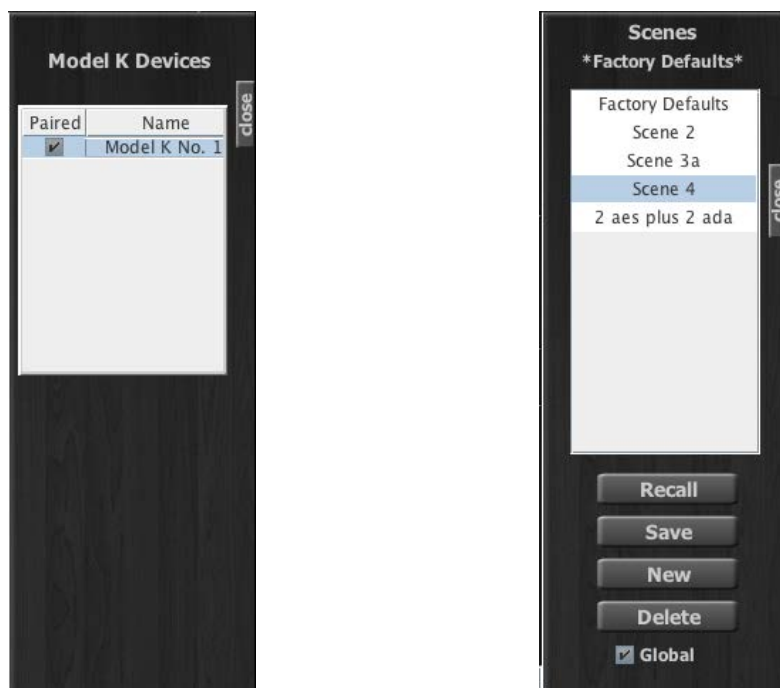 Model K Devices
close
Paired Name
Model K No. 1
Scenes
*Factory Defaults*
Factory Defaults
Scene 2
Scene 3a
Scene 4
2 aes plus 2 ada
close
Recall
Save
New
Delete
Global